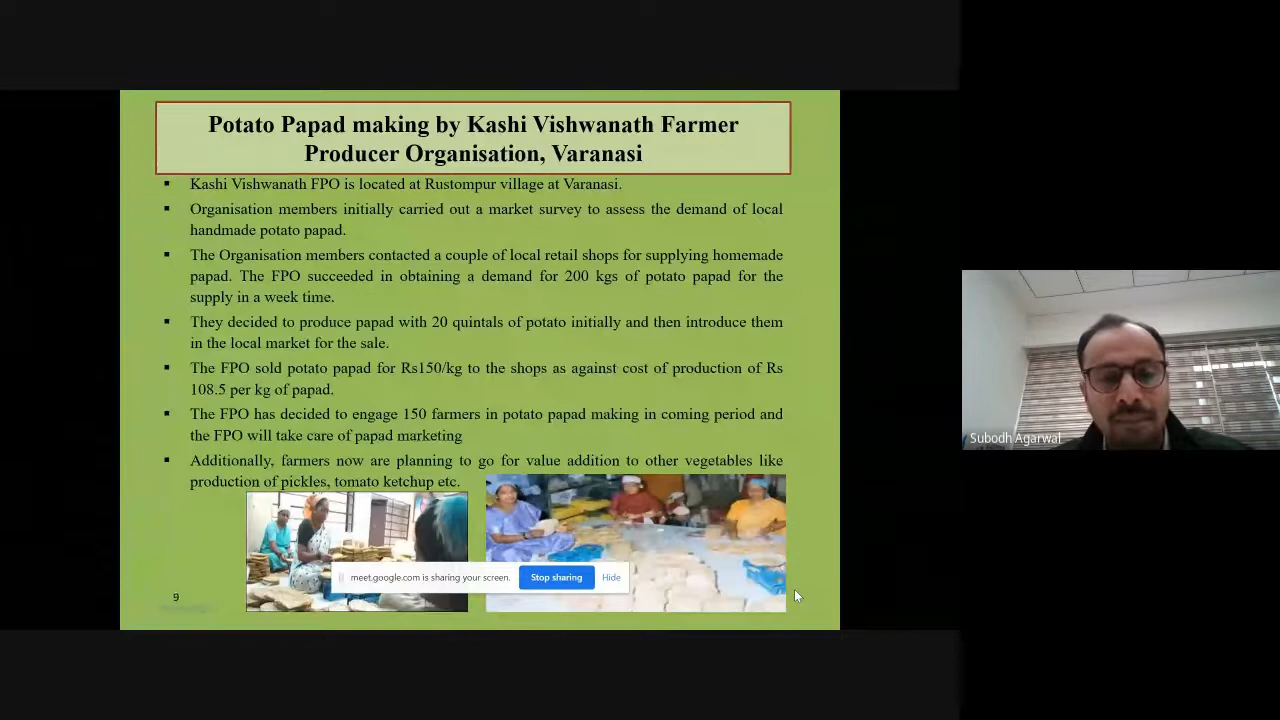 Potato Papad making by Kashi Vishwanath Farmer
Producer Organisation, Varanasi
▪ Kashi Vishwanath FPO is located at Rustompur village at Varanasi.
▪ Organisation members initially carried out a market survey to assess the demand of local
handmade potato papad.
▪ The Organisation members contacted a couple of local retail shops for supplying homemade
papad. The FPO succeeded in obtaining a demand for 200 kgs of potato papad for the
supply in a week time.
▪ They decided to produce papad with 20 quintals of potato initially and then introduce them
in the local market for the sale.
▪ The FPO sold potato papad for Rs150/kg to the shops as against cost of production of Rs
108.5 per kg of papad.
▪ The FPO has decided to engage 150 farmers in potato papad making in coming period and
the FPO will take care of papad marketing
▪ Additionally, farmers now are planning to go for value addition to other vegetables like
production of pickles, tomato ketchup etc.
meet.google.com is sharing your screen.
Stop sharing
Hide
9
Subodh Agarwal